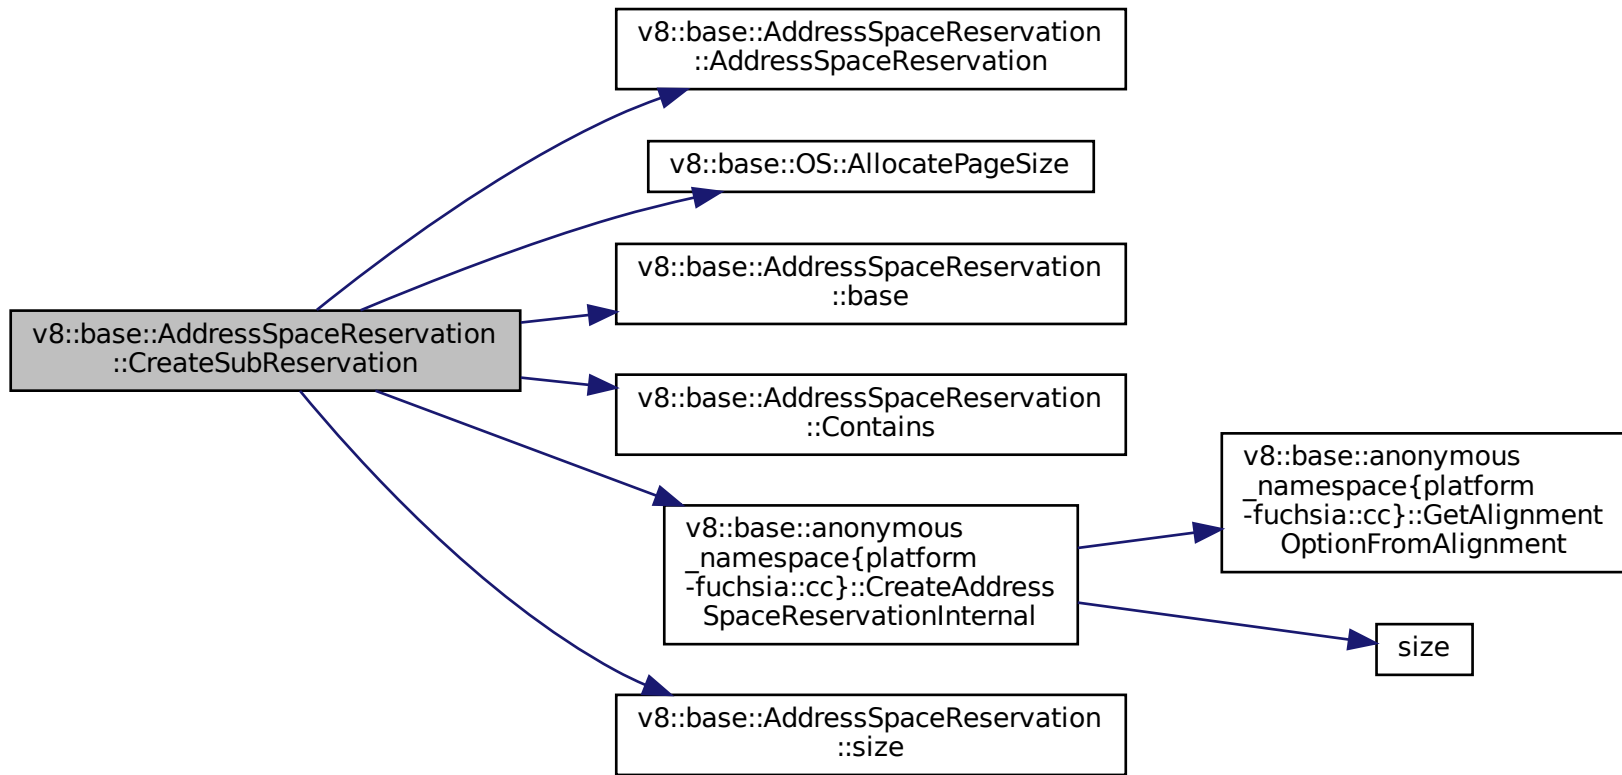 v8::base::AddressSpaceReservation
::AddressSpaceReservation
v8::base::OS::AllocatePageSize
v8::base::AddressSpaceReservation
::base
v8::base::AddressSpaceReservation
::CreateSubReservation
v8::base::AddressSpaceReservation
::Contains
v8::base::anonymous
_namespace{platform
-fuchsia::cc}::GetAlignment
OptionFromAlignment
v8::base::anonymous
_namespace{platform
-fuchsia::cc}::CreateAddress
SpaceReservationInternal
size
v8::base::AddressSpaceReservation
::size